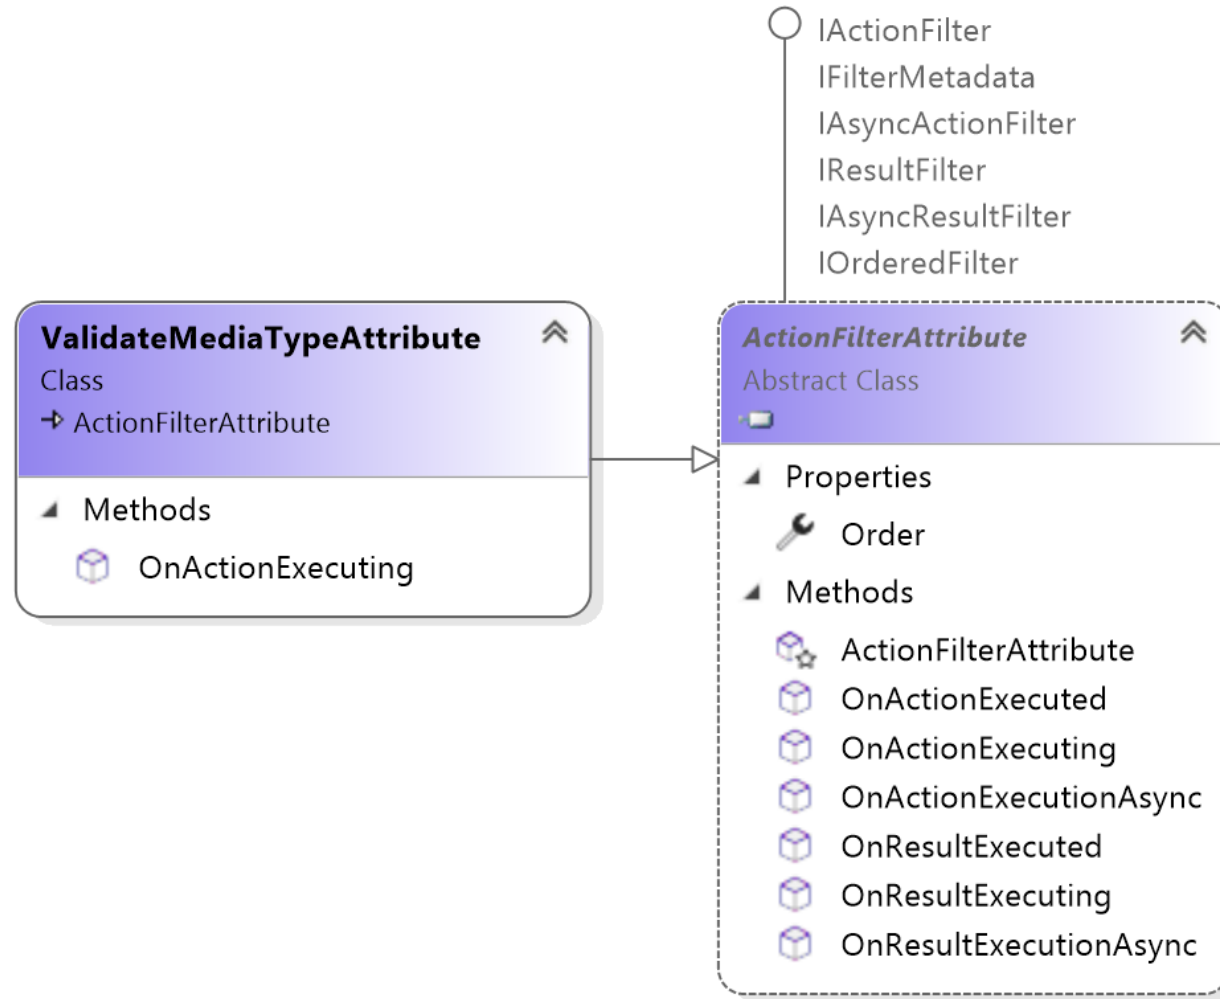 IActionFilter
IFilterMetadata
IAsyncActionFilter
IResultFilter
IAsyncResultFilter
IOrderedFilter
ValidateMediaTypeAttribute
Class
ActionFilterAttribute
Methods
OnActionExecuting
ActionFilterAttribute
Abstract Class
Properties
Order
Methods
ActionFilterAttribute
OnActionExecuted
OnActionExecuting
OnActionExecutionAsync
OnResultExecuted
OnResultExecuting
OnResultExecutionAsync